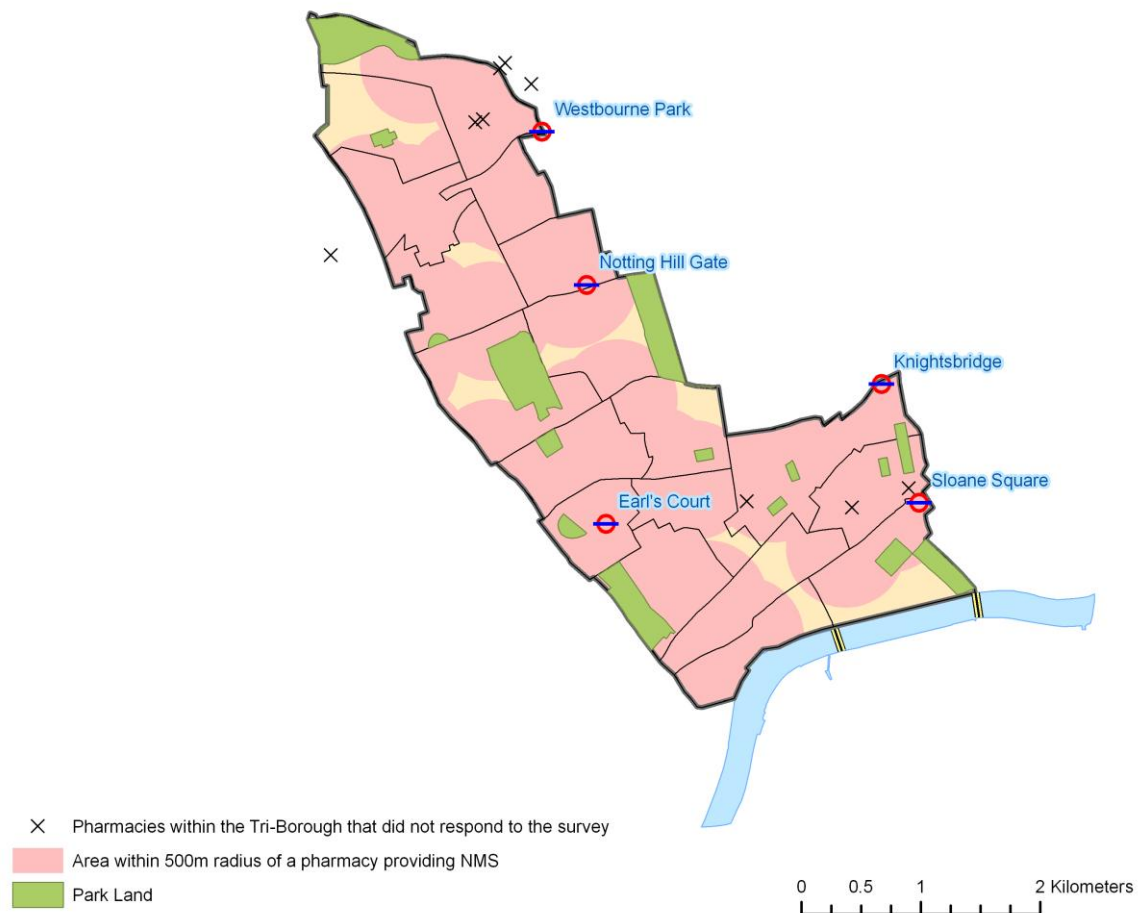 Westbourne Park
Notting Hill Gate
Knightsbridge
Sloane Square
Earl's Court
Pharmacies within the Tri-Borough that did not respond to the survey
Area within 500m radius of a pharmacy providing NMS
Park Land
0 0.5 1 2 Kilometers